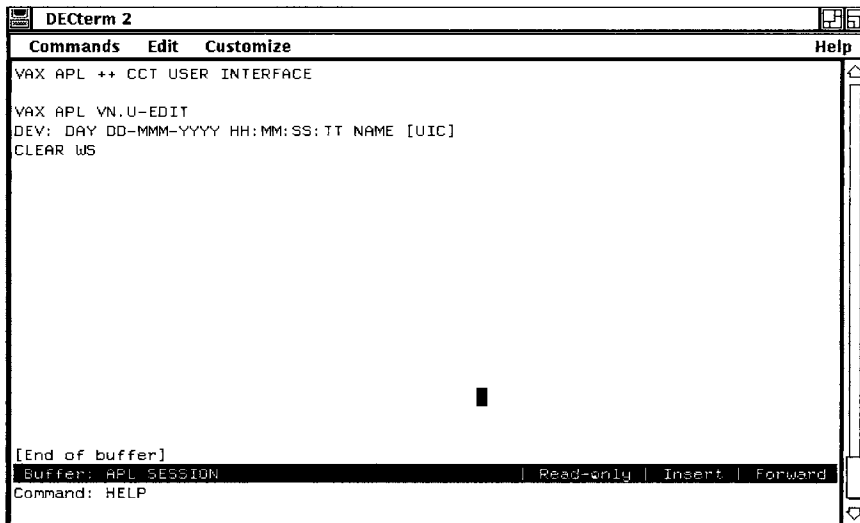 DECterm 2
Commands Edit Customize Help
VAX APL ++ CCT USER INTERFACE
VAX APL VN.U-EDIT
DEV: DAY DD-MMM-YYYY HH:MM:SS:TT NAME [UIC]
CLEAR WS
[End of buffer]
Buffer: APL SESSION | Read-only | Insert | Forward
Command: HELP